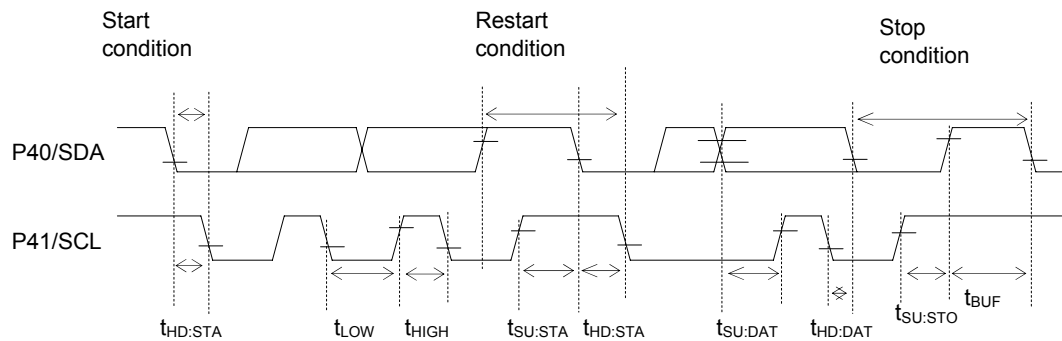 Start
condition
Restart
condition
Stop
condition
P40/SDA
P41/SCL
tHD:STA
tLOW
tHIGH
tSU:STA
tHD:STA
tSU:DAT
tHD:DAT
tSU:STO
tBUF